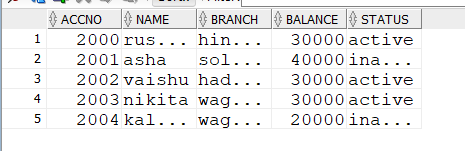 ACCNO NAME BRANCH BALANCE STATUS
1 2000 rus... hin... 30000 active
2 2001 asha sol... 40000 ina...
3 2002 vaishu had... 30000 active
4 2003 nikita wag... 30000 active
5 2004 kal... wag... 20000 ina...